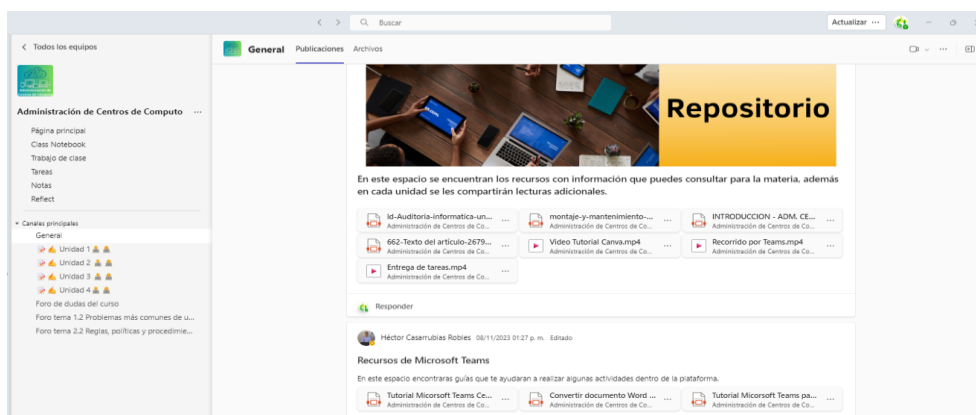 Buscar
Actualizar
Todos los equipos
Administración de Centros de Computo
Página principal
Class Notebook
Trabajo de clase
Tareas
Notas
Reflect
Canales principales
General
Unidad 1
Unidad 2
Unidad 3
Unidad 4
Foro de dudas del curso
Foro tema 1.2 Problemas más comunes de u...
Foro tema 2.2 Reglas, políticas y procedimie...
General Publicaciones Archivos
Repositorio
En este espacio se encuentran los recursos con información que puedes consultar para la materia, además
en cada unidad se les compartirán lecturas adicionales.
Id-Auditoria-informatica-un...
Administración de Centros de Co...
montaje-y-mantenimiento-...
Administración de Centros de Co...
INTRODUCCION - ADM. CE...
Administración de Centros de Co...
662-Texto del artículo-2679...
Administración de Centros de Co...
Video Tutorial Canva.mp4
Administración de Centros de Co...
Recorrido por Teams.mp4
Administración de Centros de Co...
Entrega de tareas.mp4
Administración de Centros de Co...
Responder
Héctor Casarrubias Robles 08/11/2023 01:27 p. m. Editado
Recursos de Microsoft Teams
En este espacio encontraras guías que te ayudaran a realizar algunas actividades dentro de la plataforma.
Tutorial Micorsoft Teams Ce...
Administración de Centros de Co...
Convertir documento Word ...
Administración de Centros de Co...
Tutorial Micorsoft Teams pa...
Administración de Centros de Co...